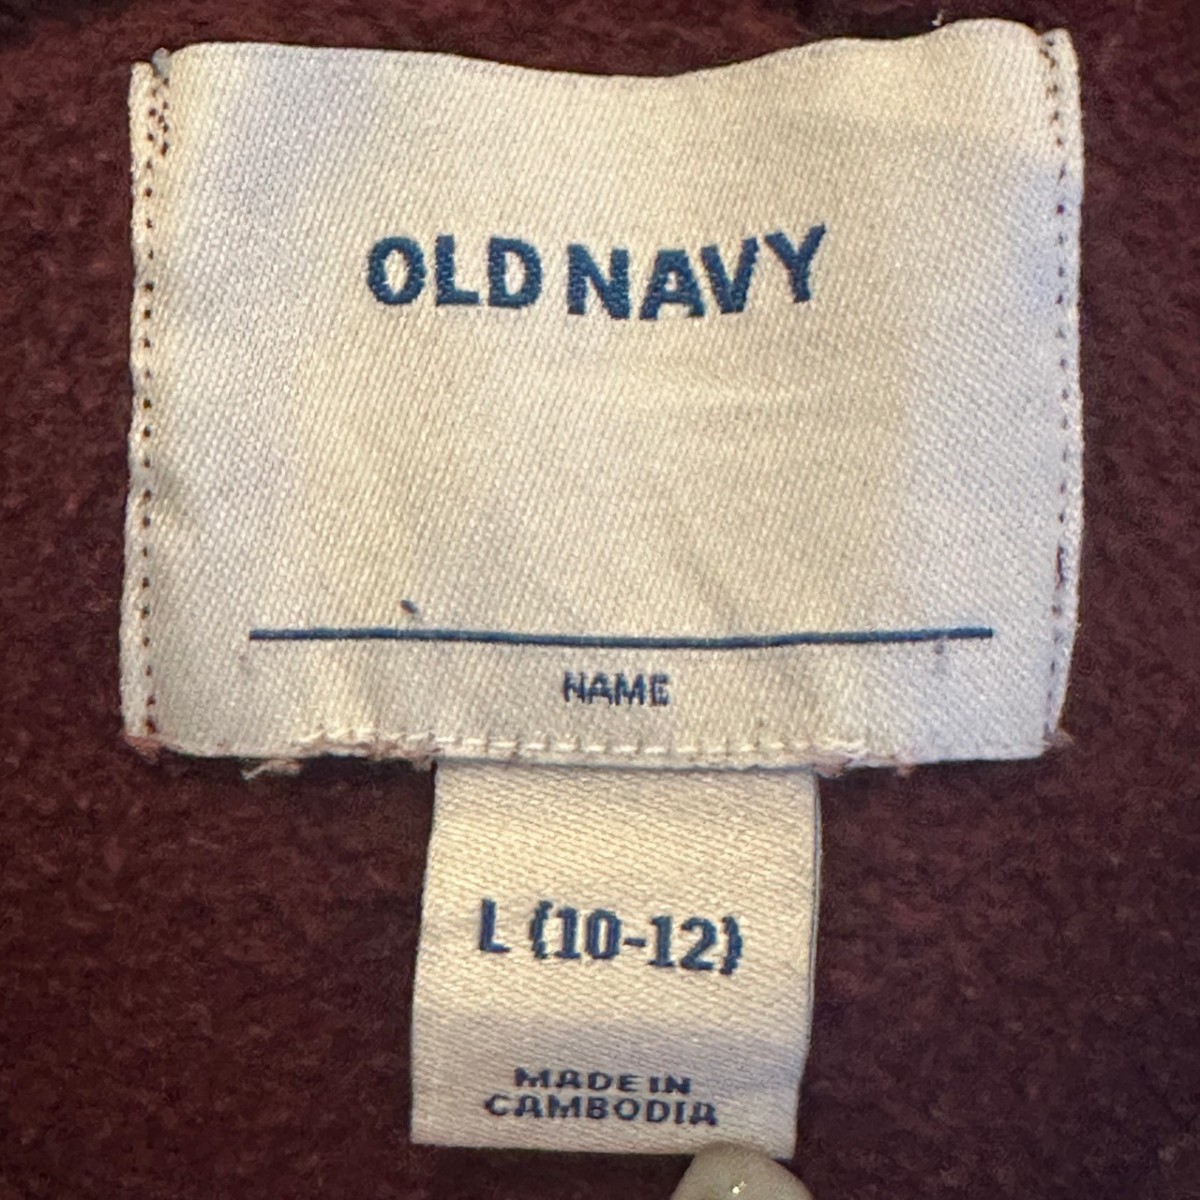 OLD NAVY
NAME
L (10-12)
MADE IN
CAMBODIA